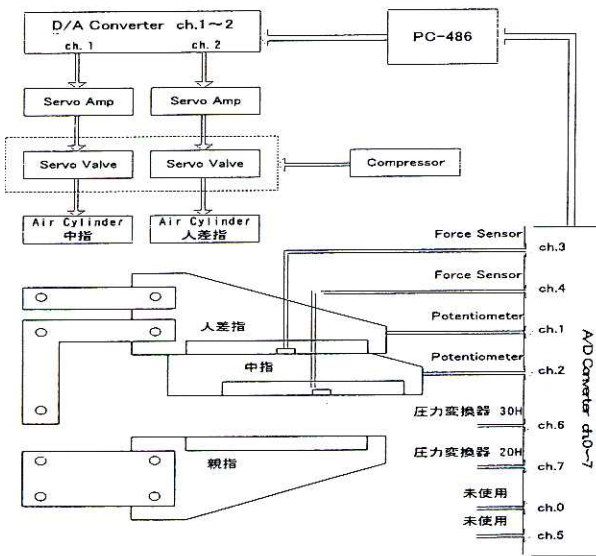 D/A Converter ch.1～2
ch. 1 ch. 2
PC-486
Servo Amp Servo Amp
Servo Valve Servo Valve
Compressor
Air Cylinder Air Cylinder
中指 人差指
Force Sensor
ch.3
Force Sensor
ch.4
人差指
Potentiometer
ch.1
中指
Potentiometer
ch.2
圧力変換器 30H
ch.6
圧力変換器 20H
ch.7
親指
未使用
ch.0
未使用
ch.5
A/D Converter ch.0～7